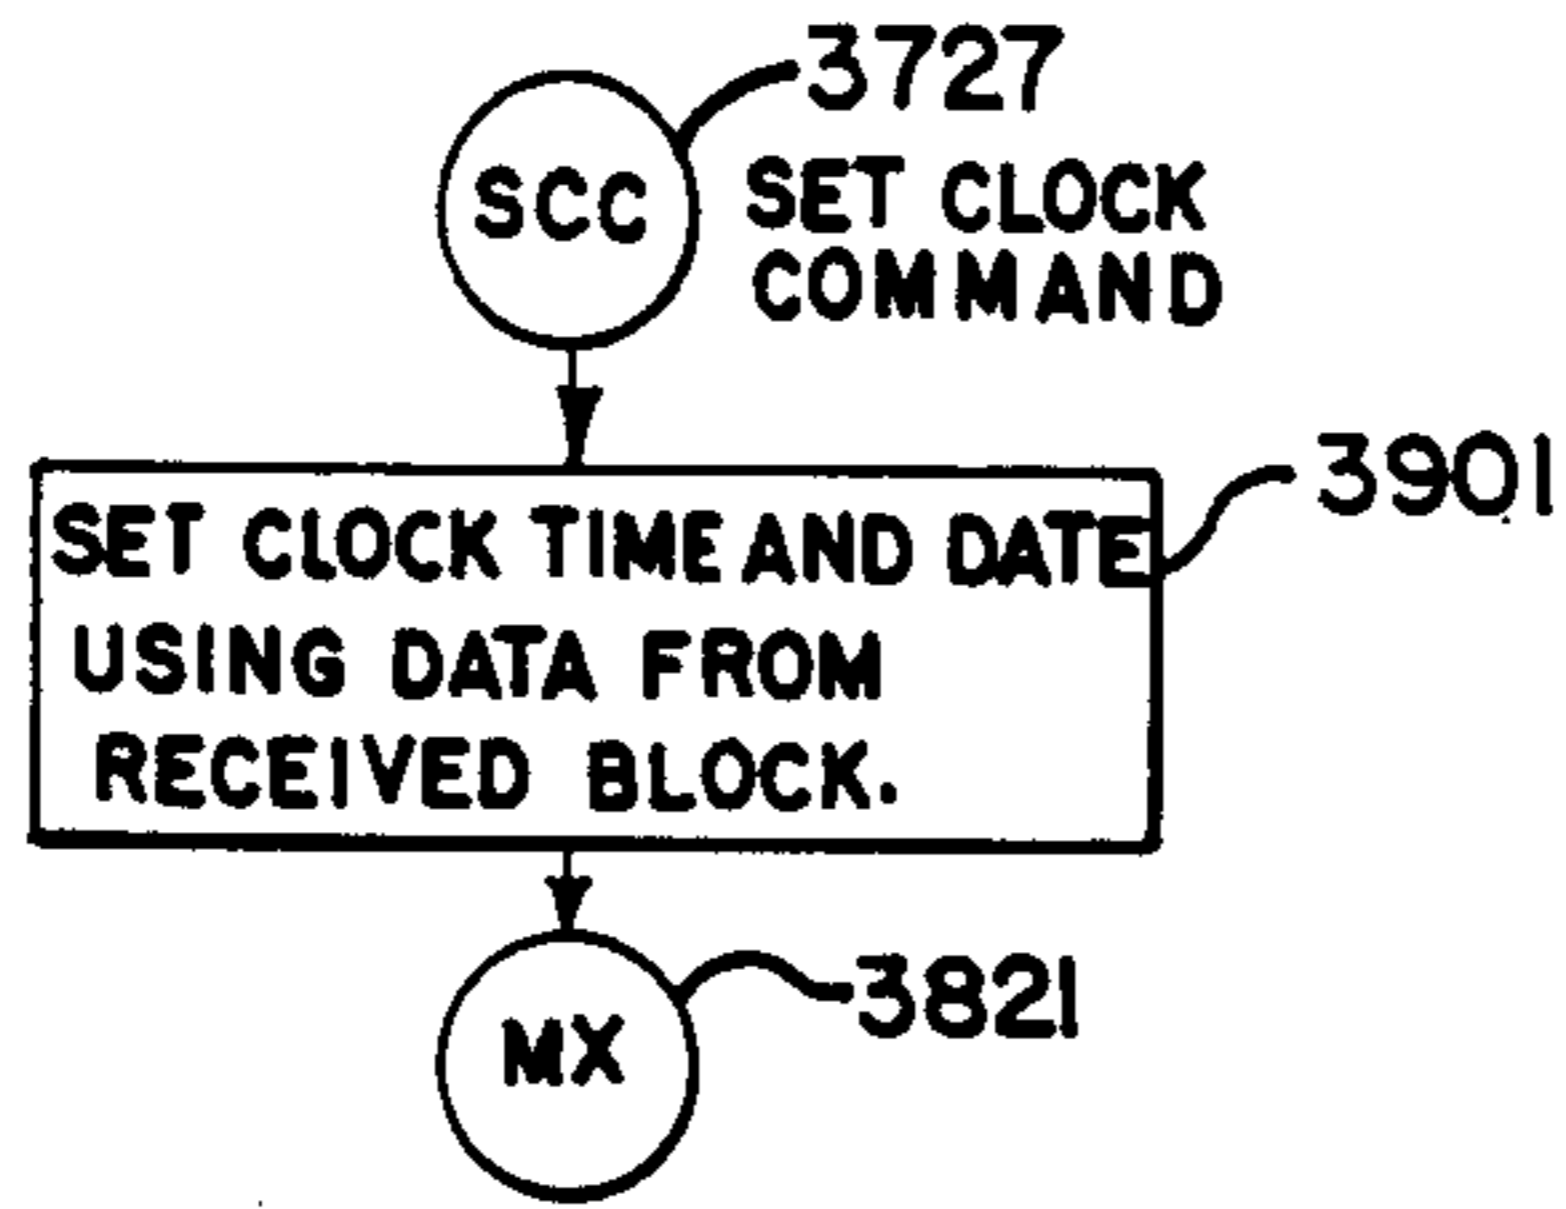 3727
SCC
SET CLOCK
COMMAND
3901
SET CLOCK TIME AND DATE
USING DATA FROM
RECEIVED BLOCK.
3821
MX